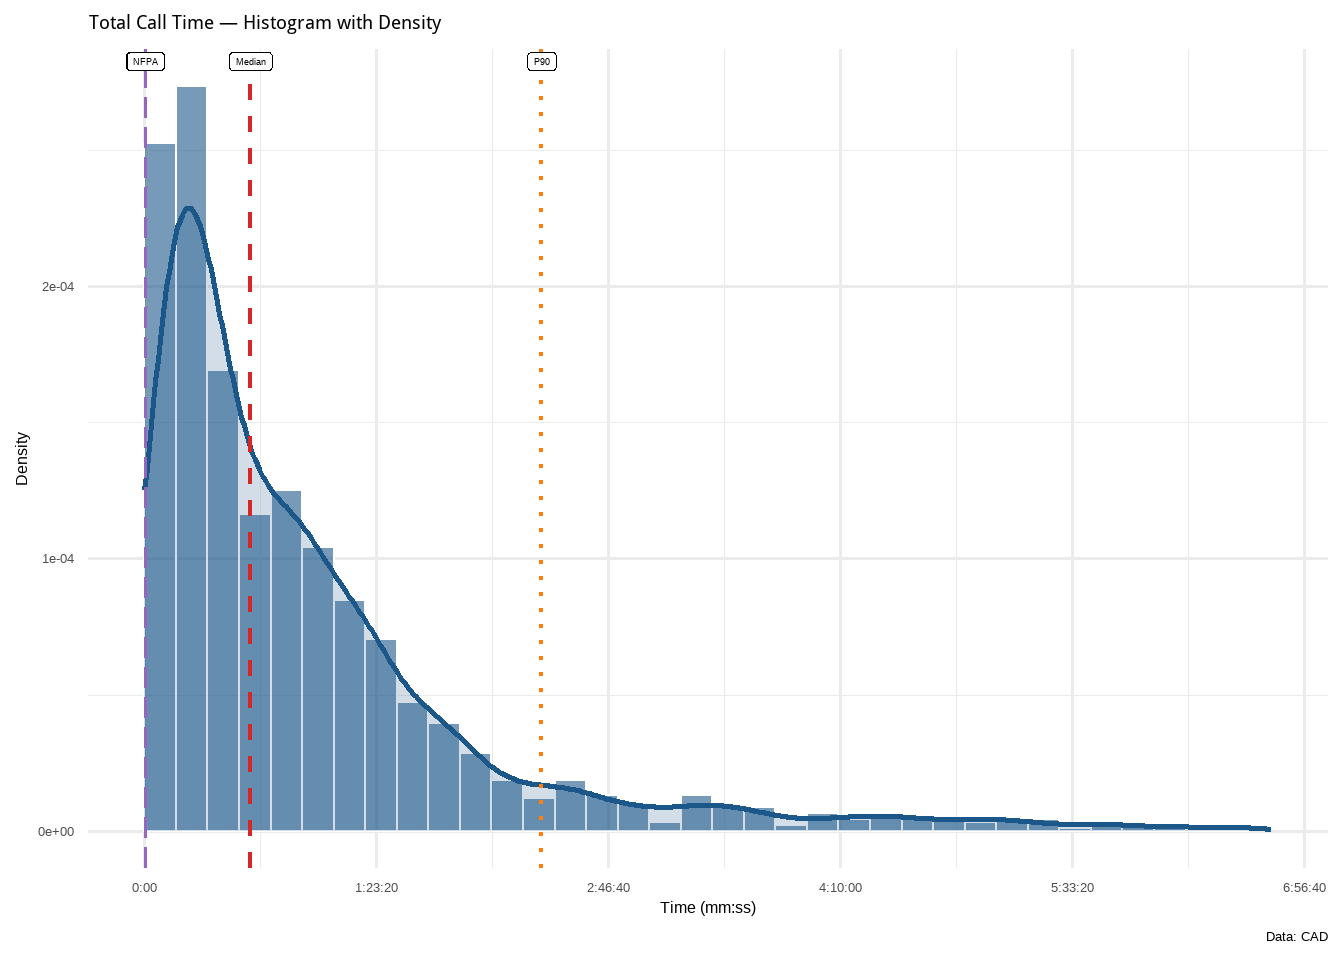 Total Call Time — Histogram with Density
NFPA
Median
P90
Density
2e-04
1e-04
0e+00
0:00
1:23:20
2:46:40
4:10:00
5:33:20
6:56:40
Time (mm:ss)
Data: CAD